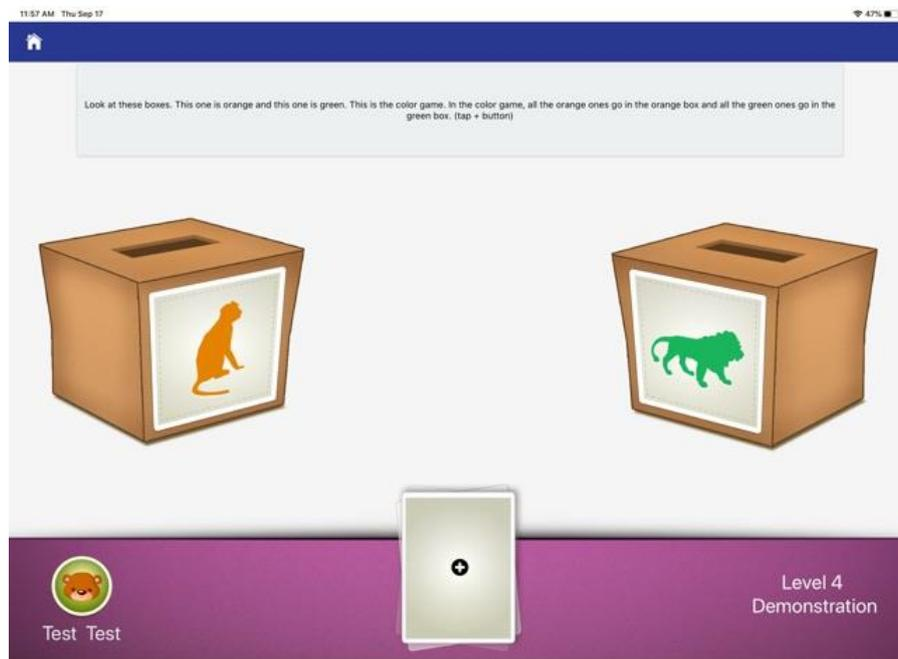 11:57 AM Thu Sep 17
47%
Look at these boxes. This one is orange and this one is green. This is the color game. In the color game, all the orange ones go in the orange box and all the green ones go in the
green box. (tap + button)
Test Test
Level 4
Demonstration